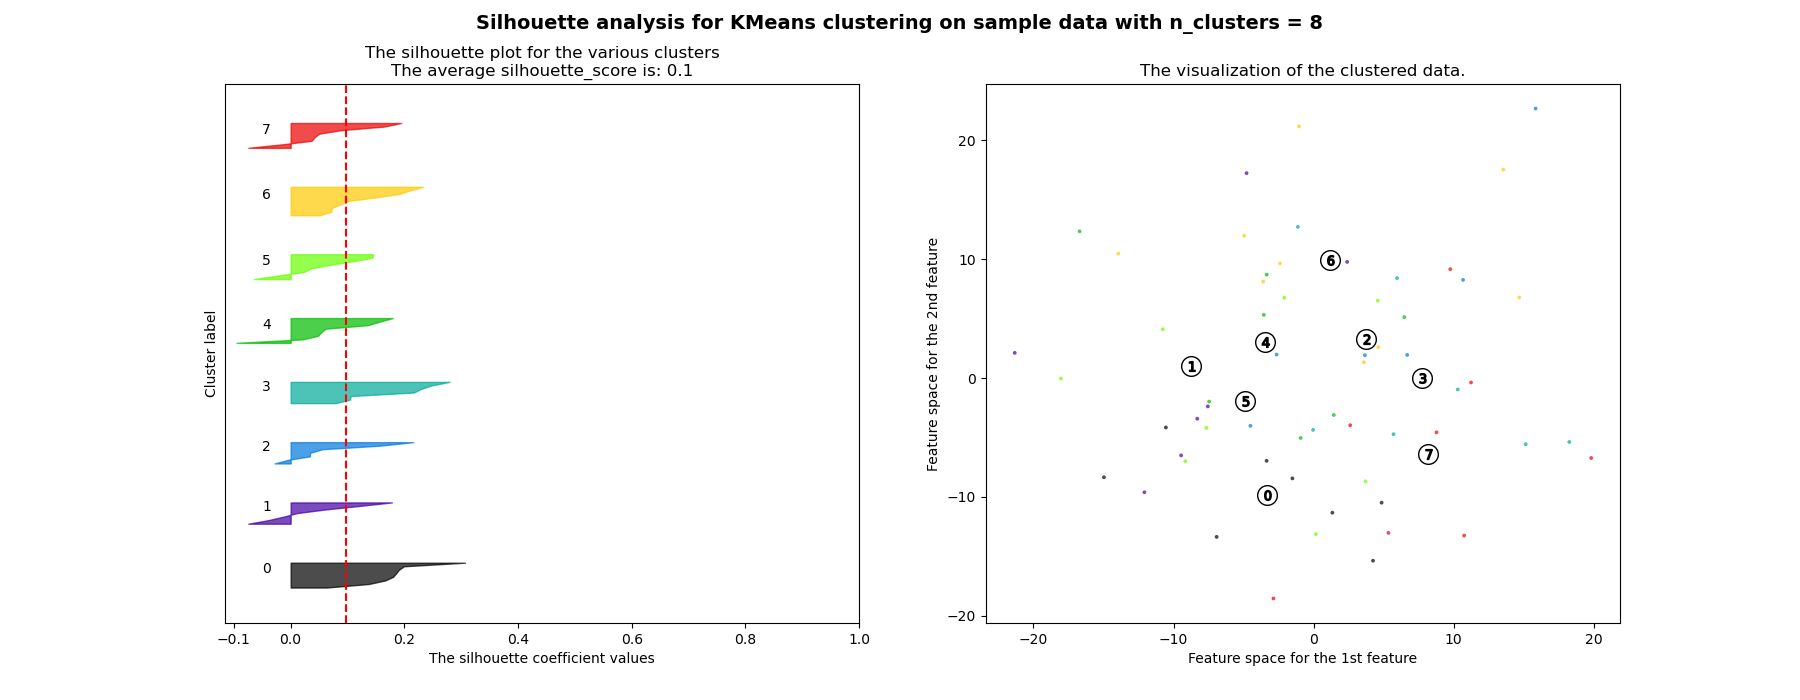 Silhouette analysis for KMeans clustering on sample data with n_clusters = 8
The silhouette plot for the various clusters
The average silhouette_score is: 0.1
7
6
5
4
3
2
1
0
Cluster label
−0.1 0.0 0.2 0.4 0.6 0.8 1.0
The silhouette coefficient values
The visualization of the clustered data.
20
10
0
−10
−20
Feature space for the 2nd feature
6
2
4
1
3
5
7
0
−20 −10 0 10 20
Feature space for the 1st feature